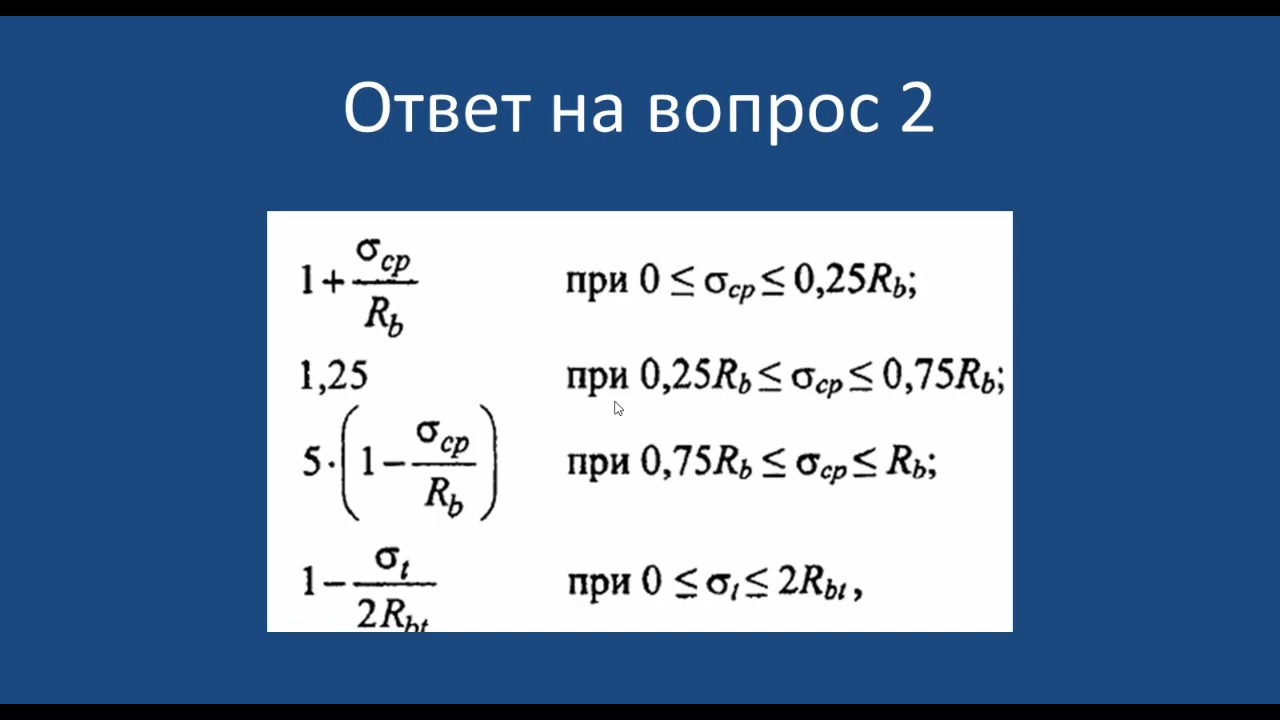 Ответ на вопрос 2
1+σcp/Rb при 0 ≤ σcp ≤ 0,25Rb;
1,25 при 0,25Rb ≤ σcp ≤ 0,75Rb;
5·(1−σcp/Rb) при 0,75Rb ≤ σcp ≤ Rb;
1−σt/2Rbt при 0 ≤ σt ≤ 2Rbt,